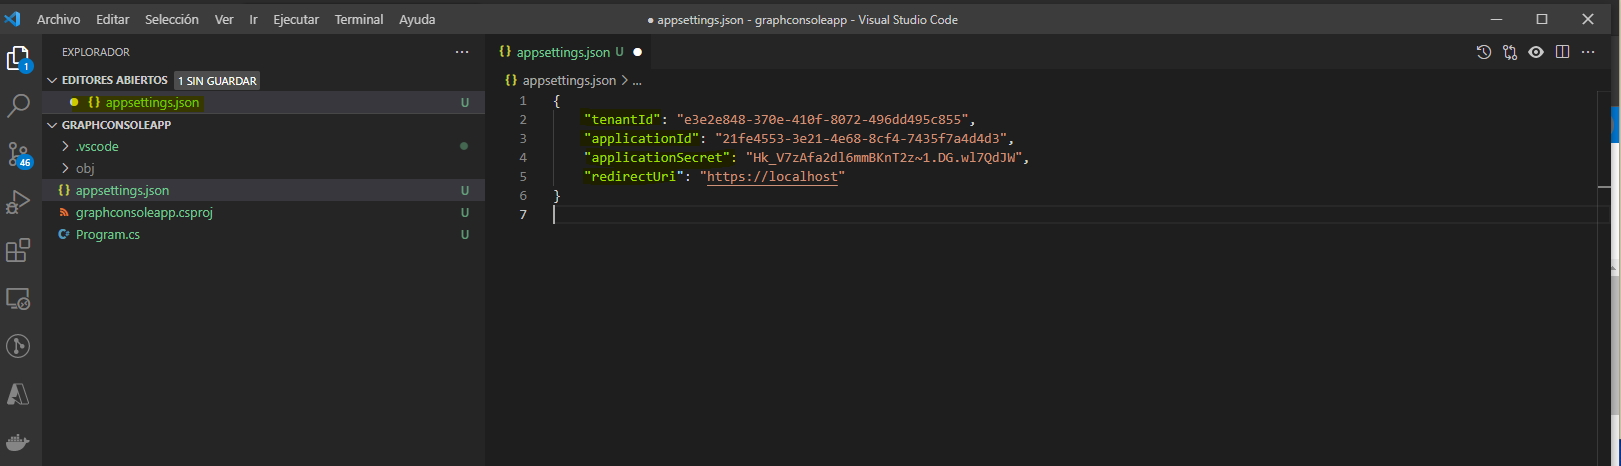 Archivo Editar Selección Ver Ir Ejecutar Terminal Ayuda ● appsettings.json - graphconsoleapp - Visual Studio Code
EXPLORADOR ···
EDITORES ABIERTOS 1 SIN GUARDAR
{} appsettings.json U
GRAPHCONSOLEAPP
.vscode
obj
{} appsettings.json U
graphconsoleapp.csproj U
C# Program.cs U
1
46
{} appsettings.json U ●
{} appsettings.json > ...
1 {
2 "tenantId": "e3e2e848-370e-410f-8072-496dd495c855",
3 "applicationId": "21fe4553-3e21-4e68-8cf4-7435f7a4d4d3",
4 "applicationSecret": "Hk_V7zAfa2dl6mmBKnT2z~1.DG.wl7QdJW",
5 "redirectUri": "https://localhost"
6 }
7